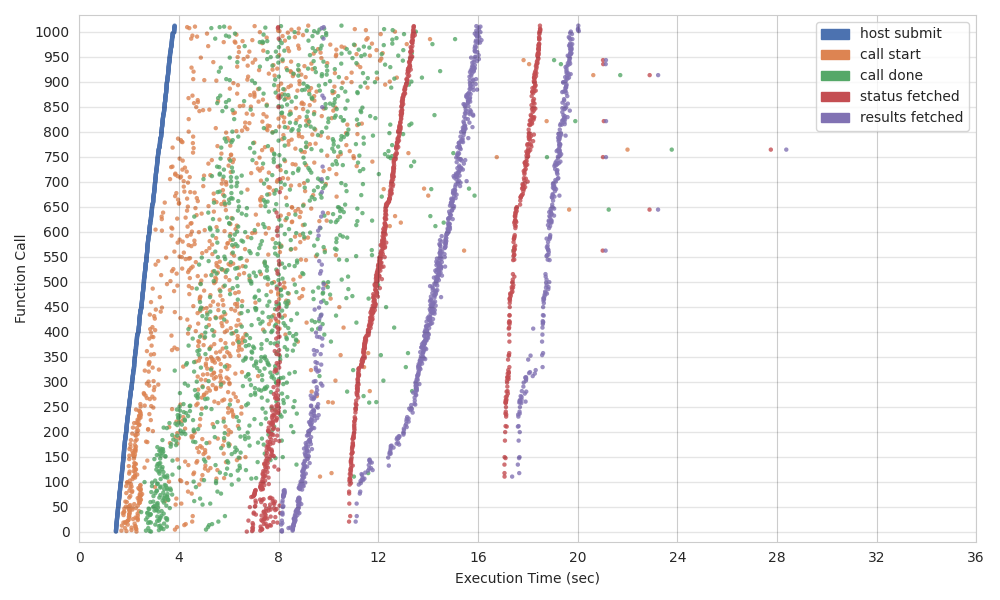 1000
950
900
850
800
750
700
650
600
550
500
450
400
350
300
250
200
150
100
50
0
Function Call
0 4 8 12 16 20 24 28 32 36
Execution Time (sec)
host submit
call start
call done
status fetched
results fetched